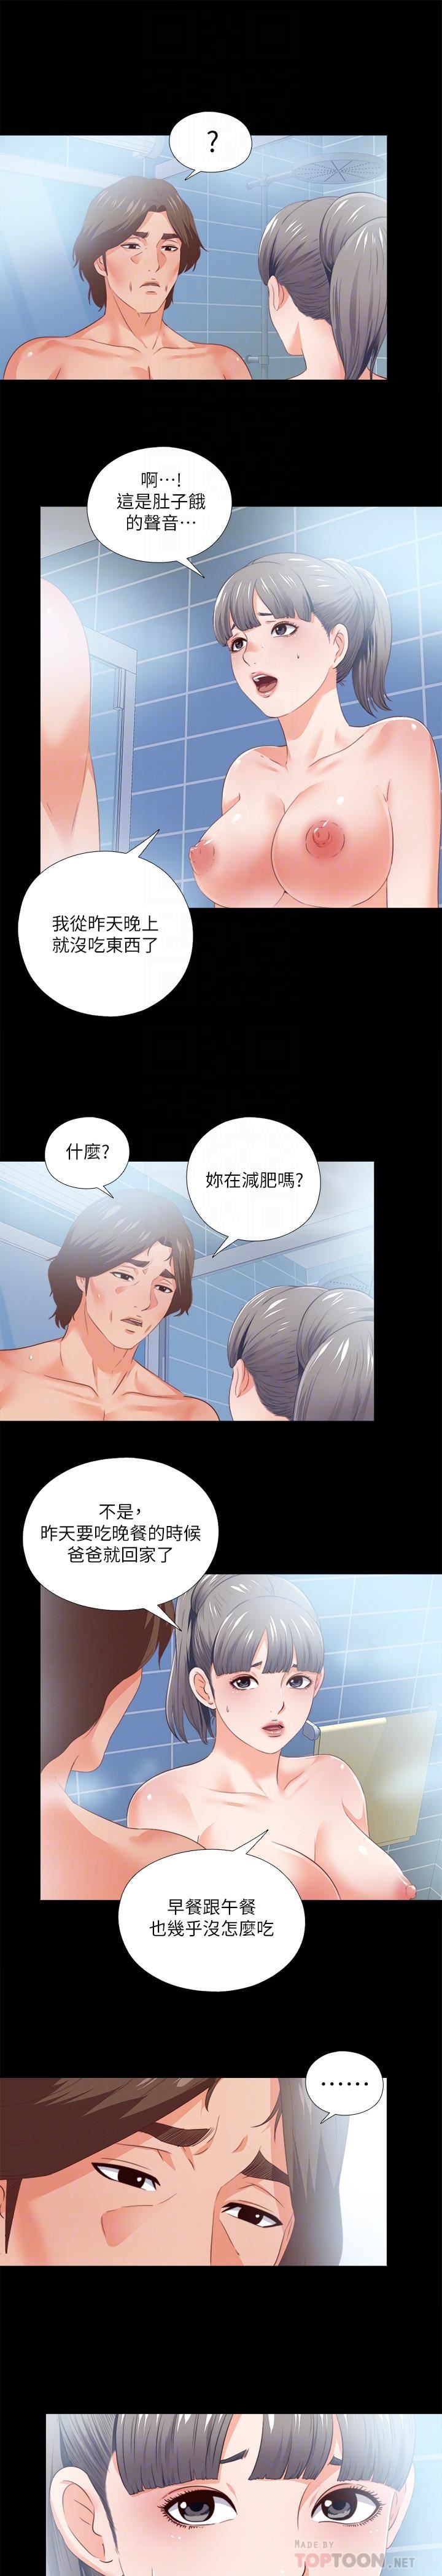 ?
啊…!
這是肚子餓
的聲音…
我從昨天晚上
就沒吃東西了
什麼?
妳在減肥嗎?
不是,
昨天要吃晚餐的時候
爸爸就回家了
早餐跟午餐
也幾乎沒怎麼吃
……
MADE BY
TOPTOON.NET